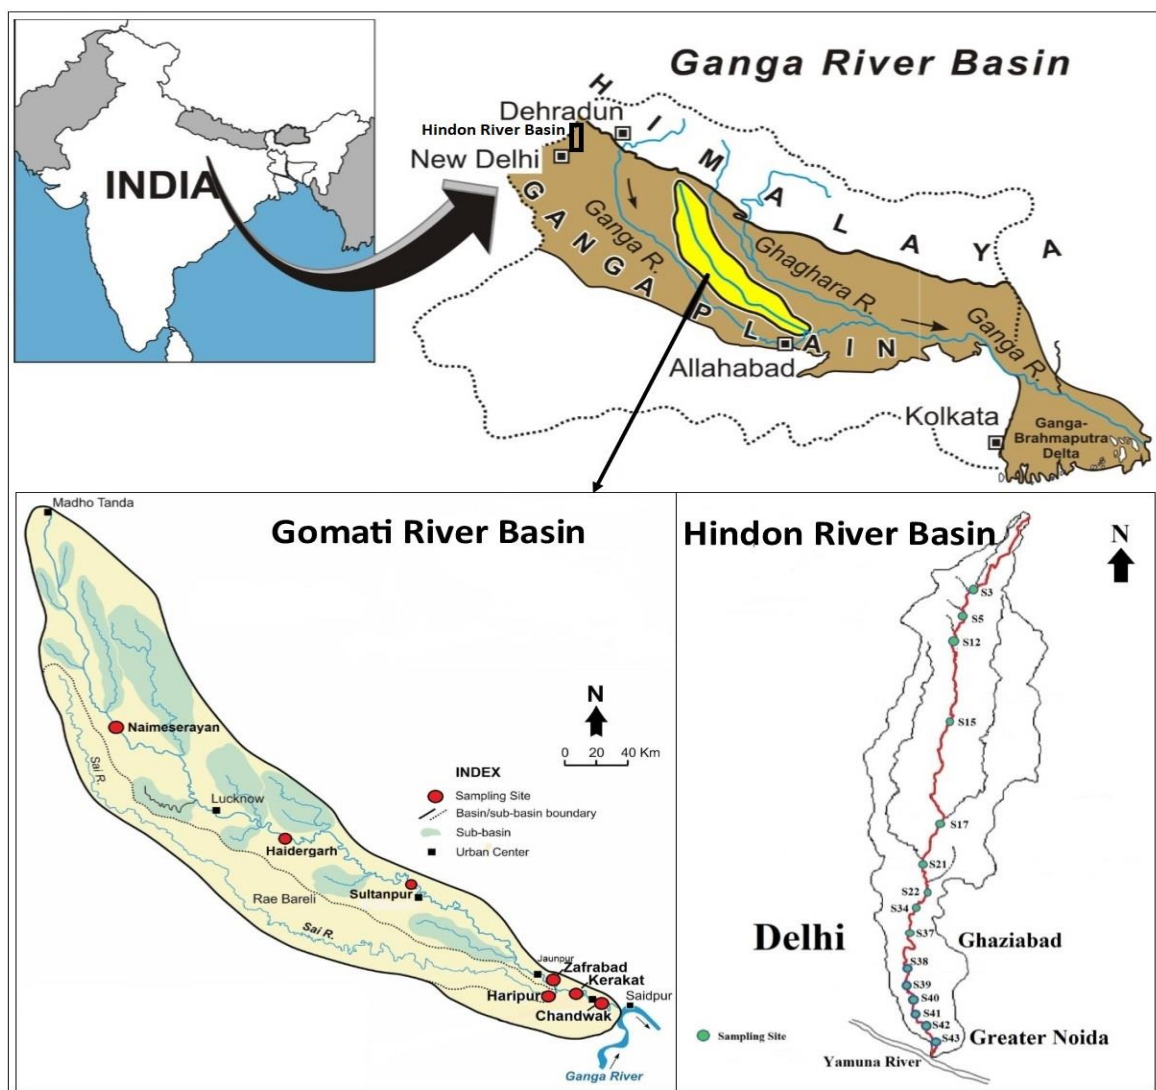 INDIA
Ganga River Basin
HIMALAYA
Dehradun
Hindon River Basin
New Delhi
GANGA PLAIN
Ganga R.
Ghaghara R.
Ganga R.
Allahabad
Kolkata
Ganga-
Brahmaputra
Delta
Gomati River Basin
Madho Tanda
Naimeserayan
Sai R.
Lucknow
Haidergarh
Sultanpur
Rae Bareli
Sai R.
Jaunpur
Zafrabad
Kerakat
Haripur
Chandwak
Saidpur
Ganga River
N
0 20 40 Km
INDEX
Sampling Site
Basin/sub-basin boundary
Sub-basin
Urban Center
Hindon River Basin
N
S3
S5
S12
S15
S17
S21
S22
S34
S37
S38
S39
S40
S41
S42
S43
Delhi
Ghaziabad
Greater Noida
Sampling Site
Yamuna River